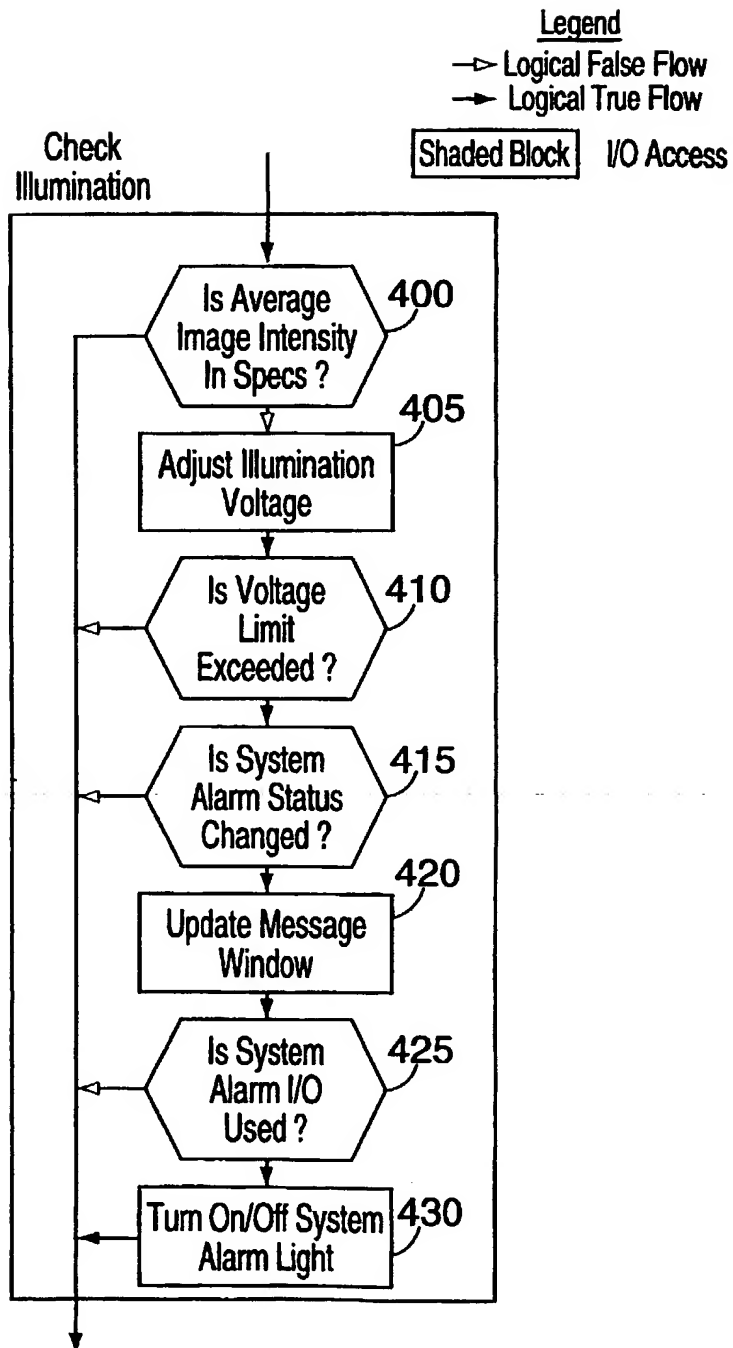 Legend
Logical False Flow
Logical True Flow
Shaded Block I/O Access
Check
Illumination
Is Average
Image Intensity
In Specs ?
400
405
Adjust Illumination
Voltage
Is Voltage
Limit
Exceeded ?
410
Is System
Alarm Status
Changed ?
415
420
Update Message
Window
Is System
Alarm I/O
Used ?
425
Turn On/Off System
Alarm Light
430